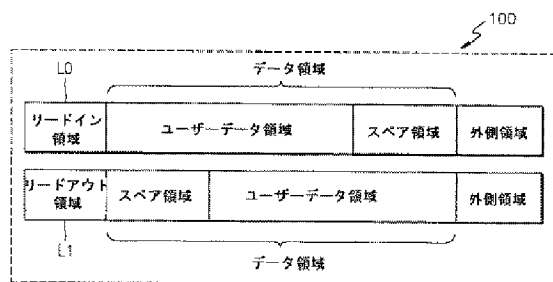 100
L0
データ領域
リードイン
領域
ユーザーデータ領域
スペア領域
外側領域
リードアウト
領域
スペア領域
ユーザーデータ領域
外側領域
L1
データ領域